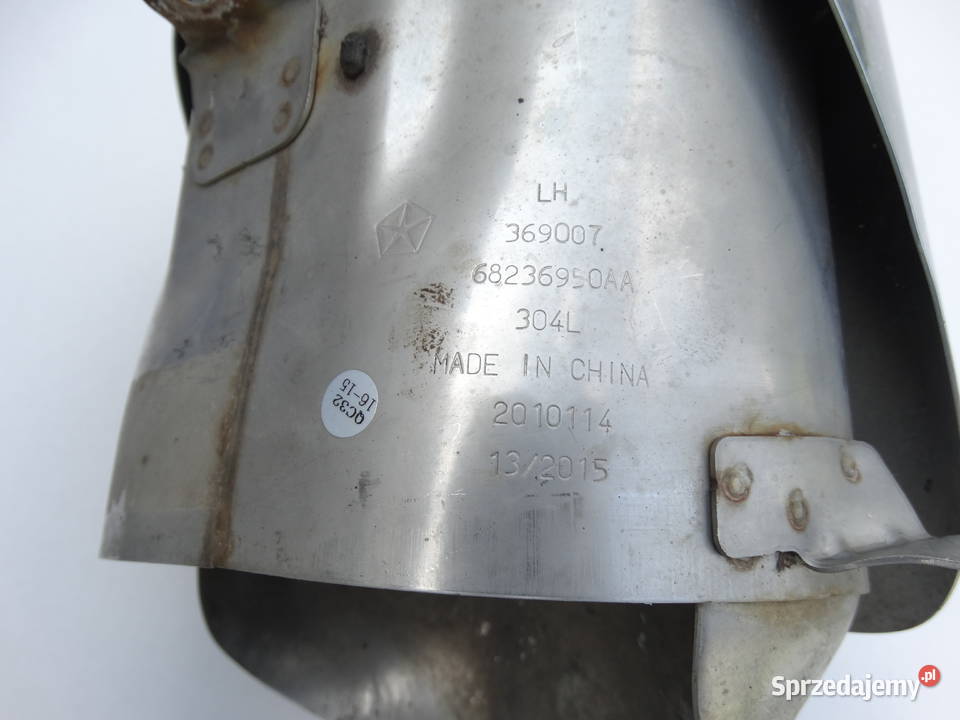 LH
369007
68236950AA
304L
MADE IN CHINA
2010114
13/2015
QC32
16-15
Sprzedajemy.pl